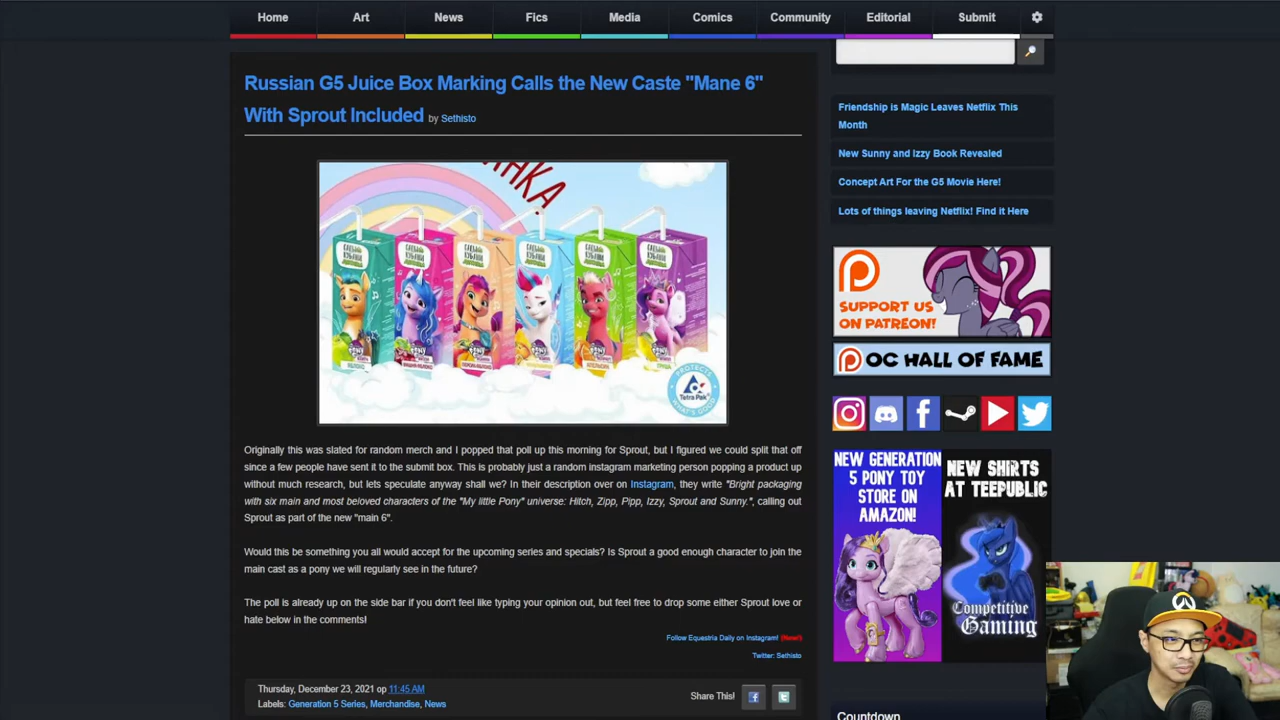 Home Art News Fics Media Comics Community Editorial Submit
Russian G5 Juice Box Marking Calls the New Caste "Mane 6"
With Sprout Included by Sethisto
Originally this was slated for random merch and I popped that poll up this morning for Sprout, but I figured we could split that off
since a few people have sent it to the submit box. This is probably just a random instagram marketing person popping a product up
without much research, but lets speculate anyway shall we? In their description over on Instagram, they write "Bright packaging
with six main and most beloved characters of the "My little Pony" universe: Hitch, Zipp, Pipp, Izzy, Sprout and Sunny.", calling out
Sprout as part of the new "main 6".
Would this be something you all would accept for the upcoming series and specials? Is Sprout a good enough character to join the
main cast as a pony we will regularly see in the future?
The poll is already up on the side bar if you don't feel like typing your opinion out, but feel free to drop some either Sprout love or
hate below in the comments!
Follow Equestria Daily on Instagram! (New!)
Twitter: Sethisto
Thursday, December 23, 2021 op 11:45 AM
Labels: Generation 5 Series, Merchandise, News
Share This!
PROTECTS
WHAT'S GOOD
Tetra Pak
Friendship is Magic Leaves Netflix This
Month
New Sunny and Izzy Book Revealed
Concept Art For the G5 Movie Here!
Lots of things leaving Netflix! Find it Here
SUPPORT US
ON PATREON!
OC HALL OF FAME
NEW GENERATION
5 PONY TOY
STORE ON
AMAZON!
NEW SHIRTS
AT TEEPUBLIC
Competitive
Gaming
Countdown